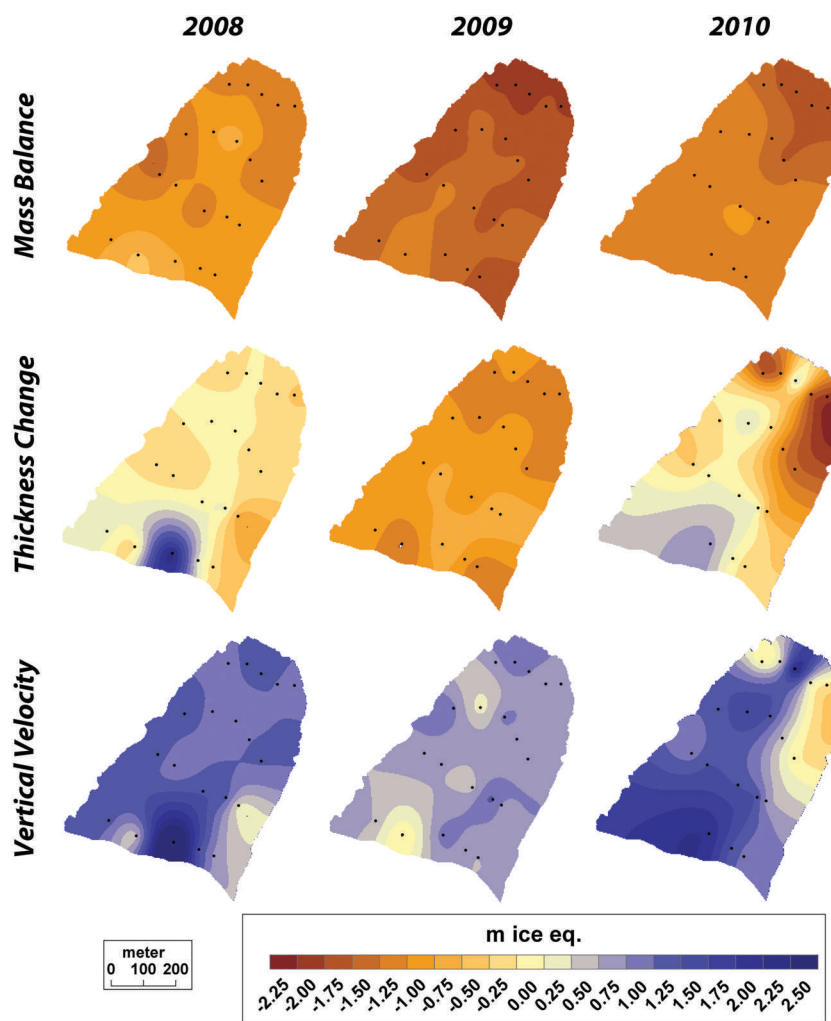 2008 2009 2010
Mass Balance
Thickness Change
Vertical Velocity
meter
0 100 200
m ice eq.
-2.25 -2.00 -1.75 -1.50 -1.25 -1.00 -0.75 -0.50 -0.25 0.00 0.25 0.50 0.75 1.00 1.25 1.50 1.75 2.00 2.25 2.50